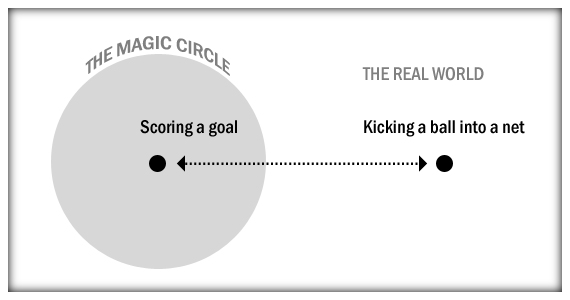 THE MAGIC CIRCLE
THE REAL WORLD
Scoring a goal
Kicking a ball into a net